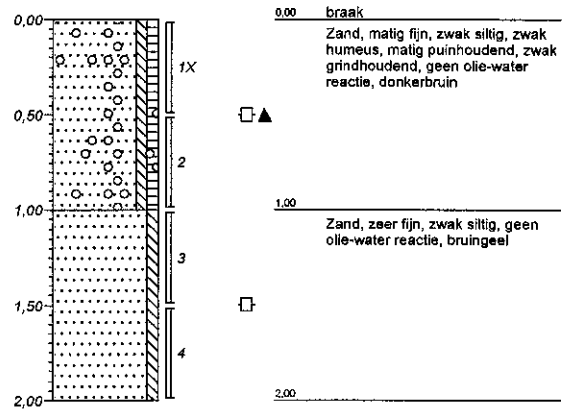 0,00
0,50
1,00
1,50
2,00
1X
2
3
4
0,00 braak
Zand, matig fijn, zwak siltig, zwak
humeus, matig puinhoudend, zwak
grindhoudend, geen olie-water
reactie, donkerbruin
1,00
Zand, zeer fijn, zwak siltig, geen
olie-water reactie, bruingeel
2,00